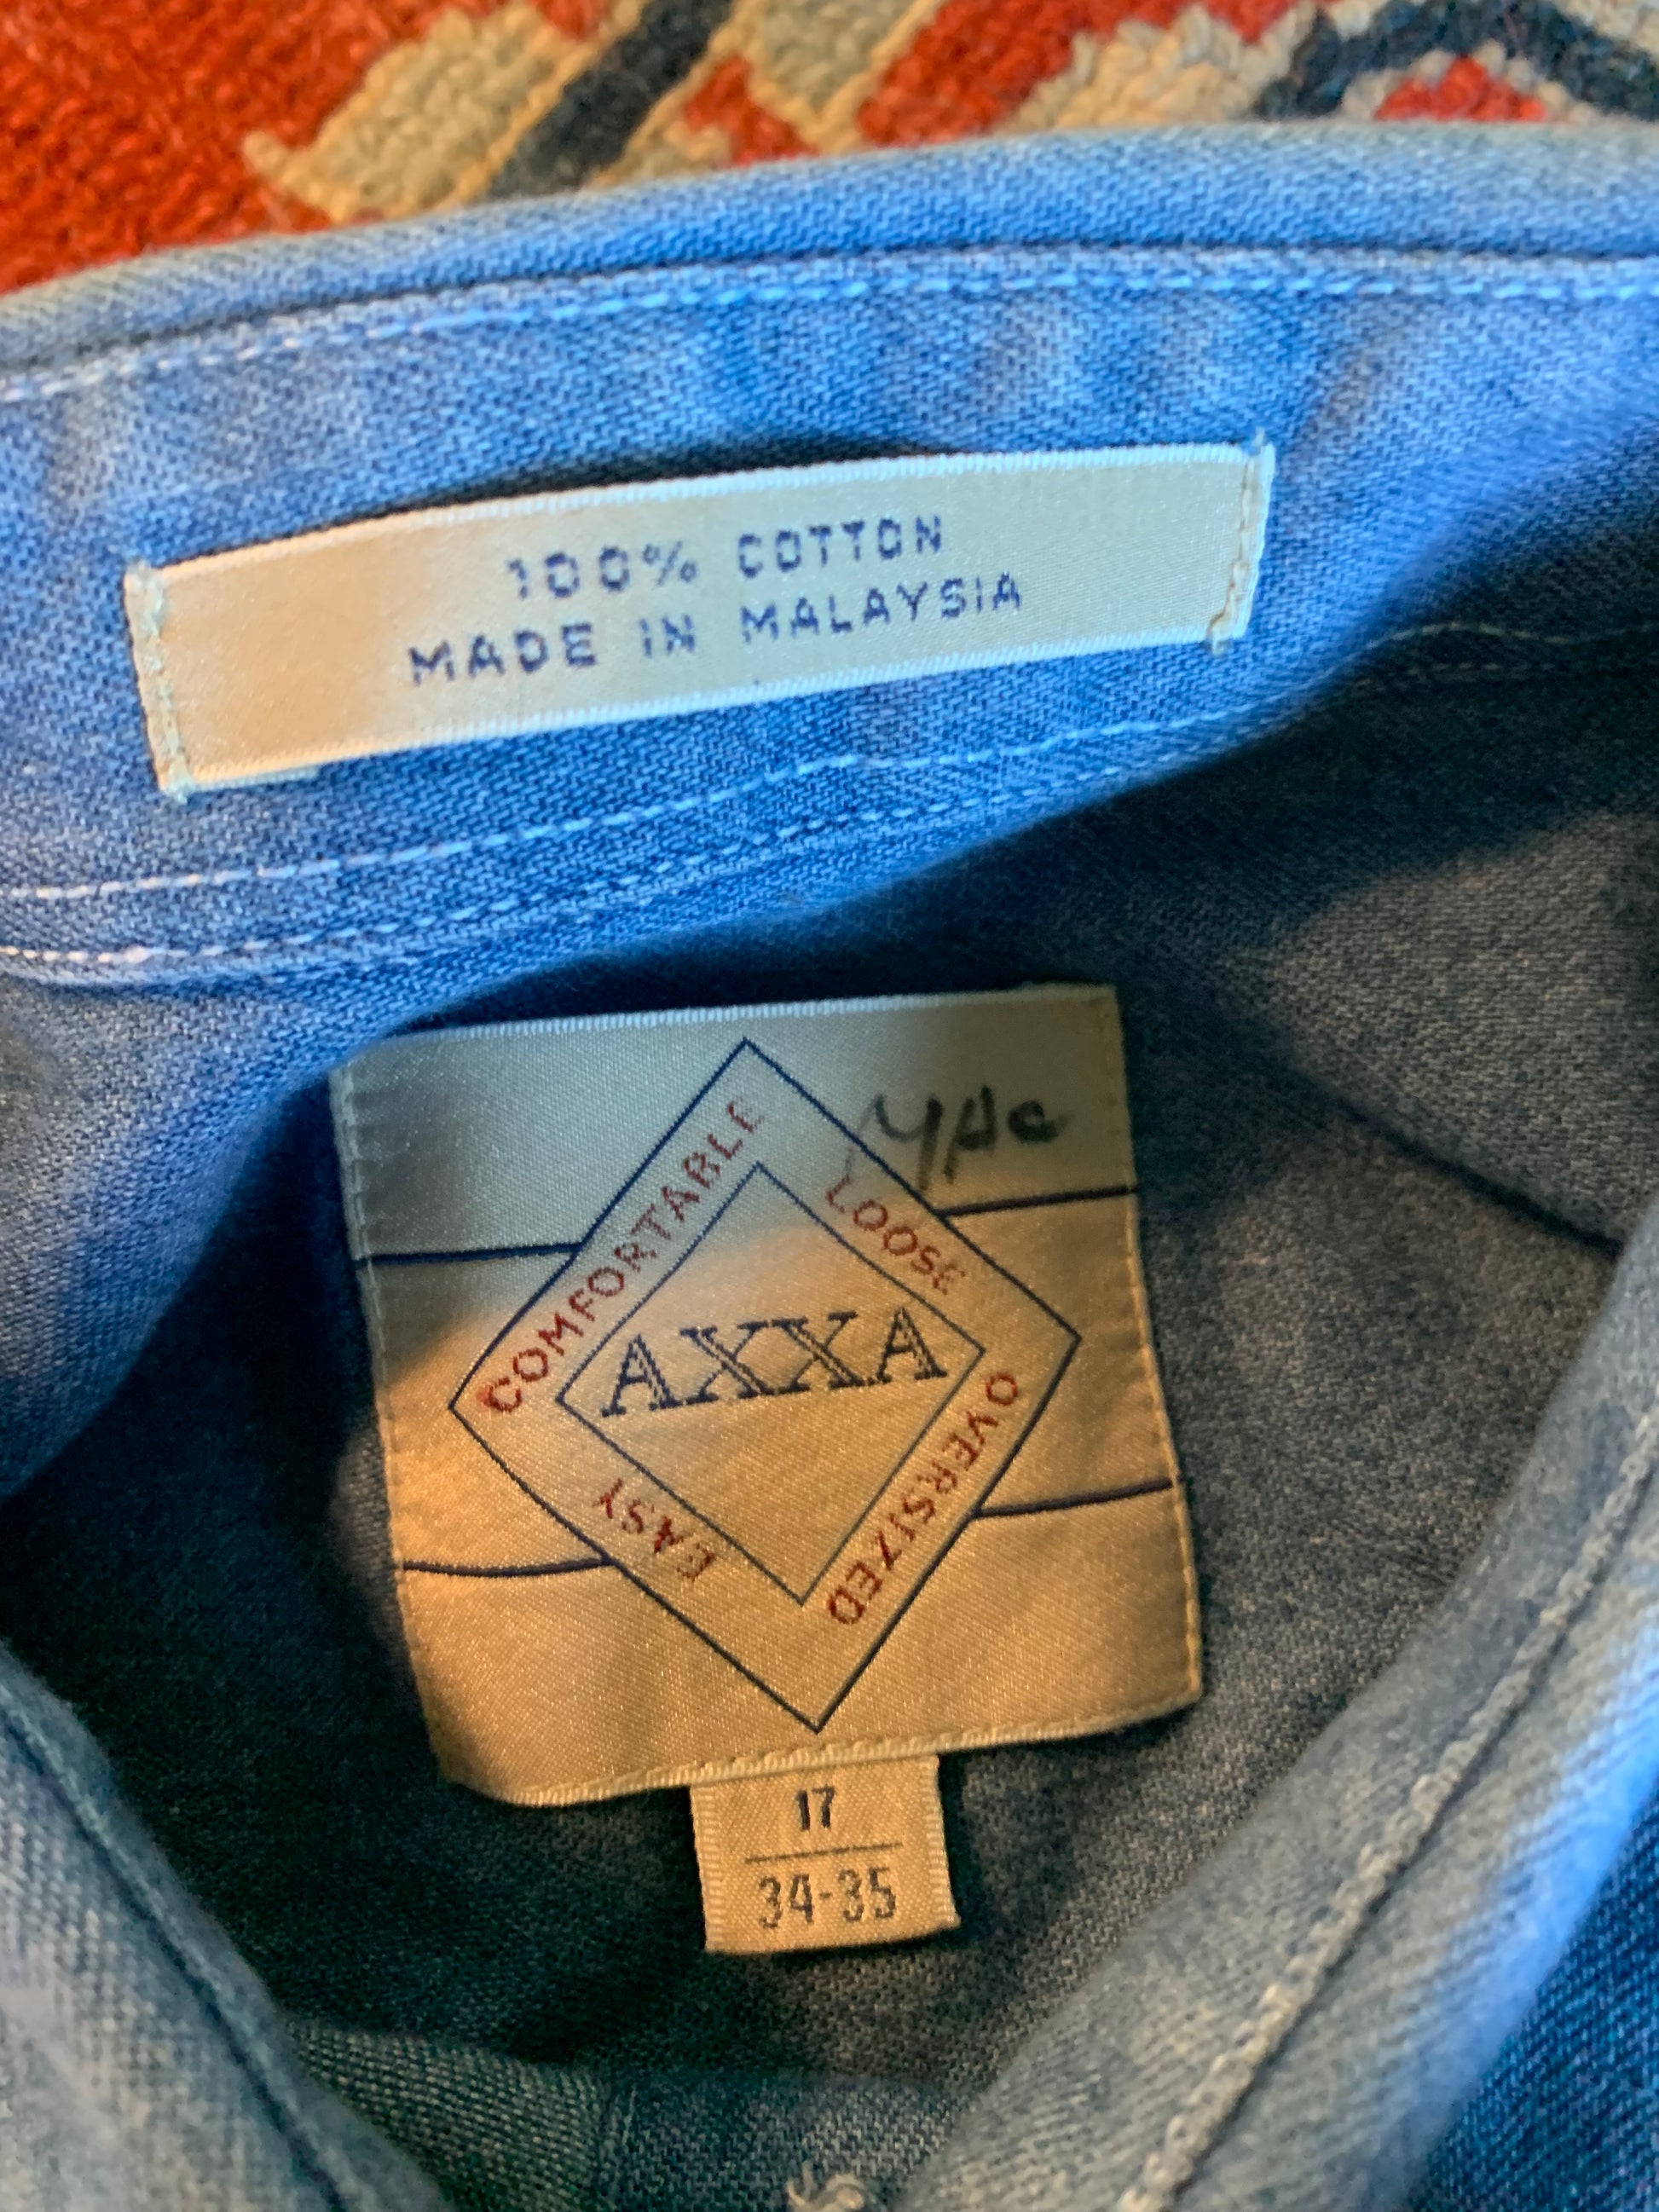 100% COTTON
MADE IN MALAYSIA
COMFORTABLE
LOOSE
AXXA
OVERSIZED
EASY
17
34-35